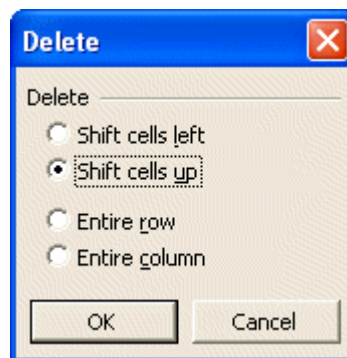 Delete
Delete
Shift cells left
Shift cells up
Entire row
Entire column
OK Cancel